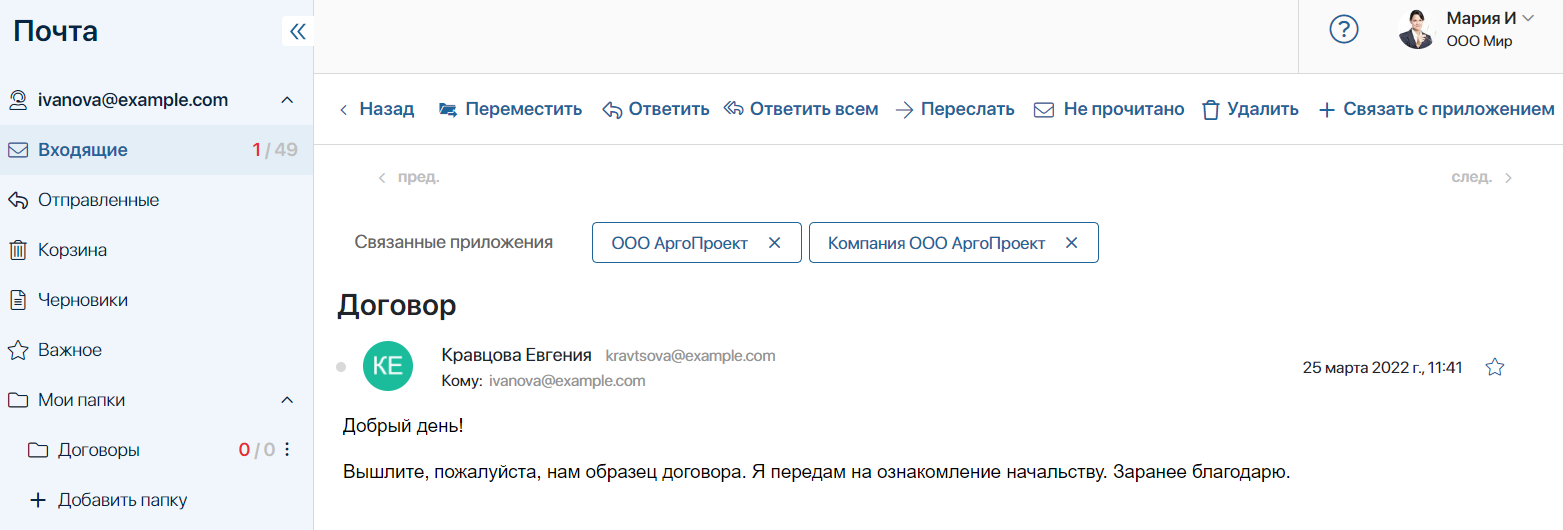 Почта
ivanova@example.com
Входящие 1 / 49
Отправленные
Корзина
Черновики
Важное
Мои папки
Договоры 0 / 0
+ Добавить папку
? Мария И
ООО Мир
Назад Переместить Ответить Ответить всем Переслать Не прочитано Удалить + Связать с приложением
пред. след.
Связанные приложения ООО АргоПроект Компания ООО АргоПроект
Договор
КЕ Кравцова Евгения kravtsova@example.com
Кому: ivanova@example.com
25 марта 2022 г., 11:41
Добрый день!
Вышлите, пожалуйста, нам образец договора. Я передам на ознакомление начальству. Заранее благодарю.